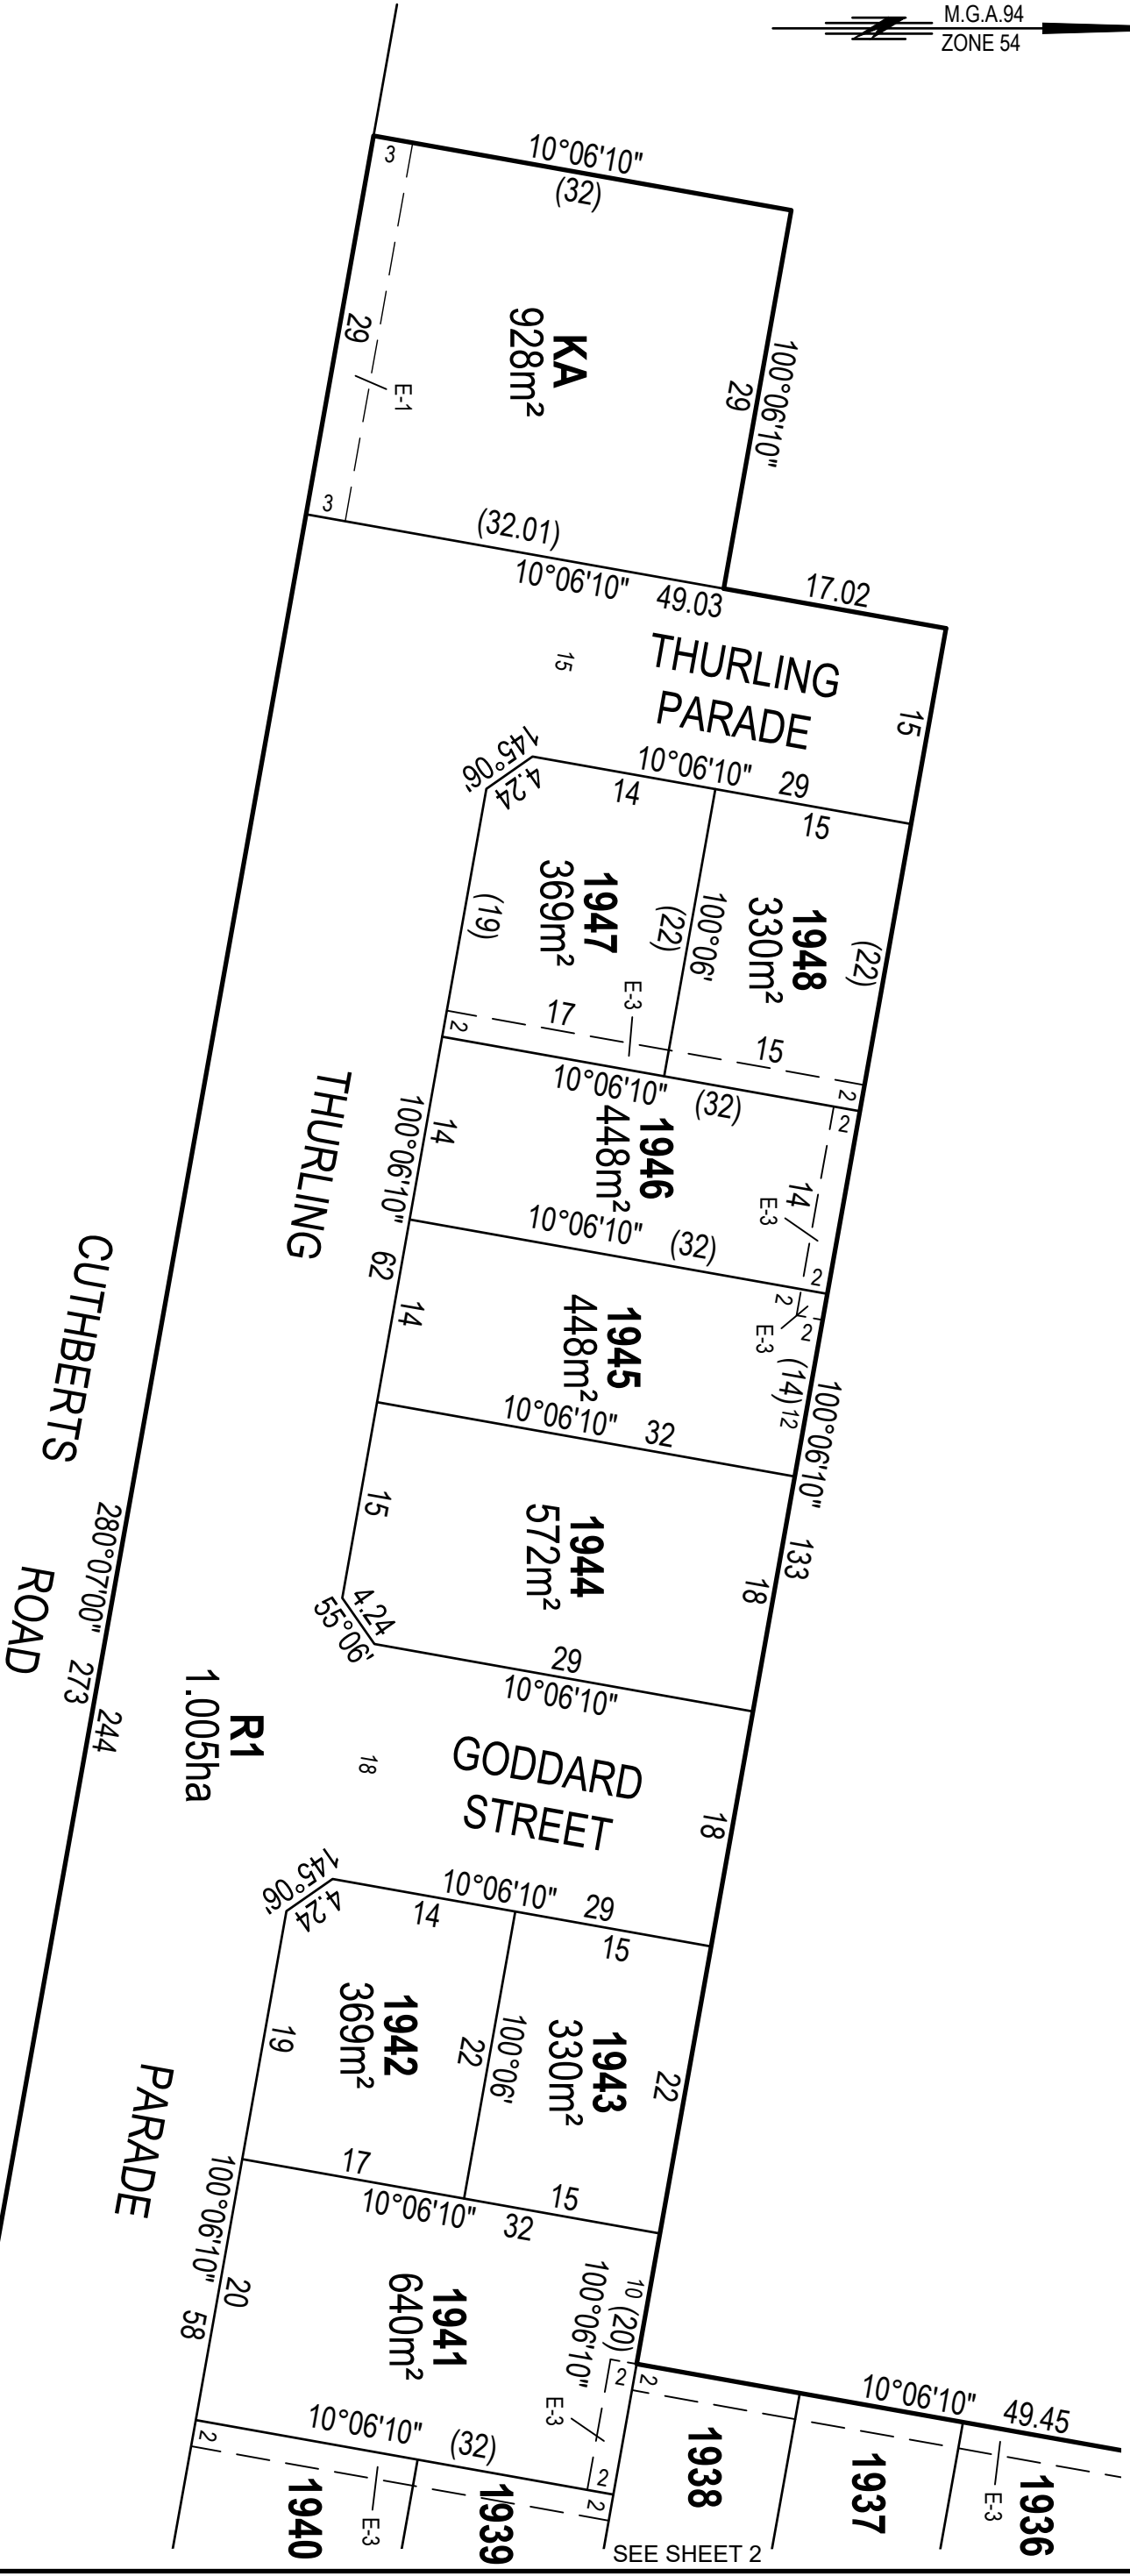 M.G.A.94
ZONE 54
10°06'10"
(32)
3
100°06'10"
29
KA
928m²
29
E-1
3
(32.01)
10°06'10" 49.03
17.02
THURLING
PARADE
15
15
145°06'
4.24
10°06'10" 29
14
15
1948
330m²
(22)
100°06'
(22)
1947
369m²
(19)
E-3
17
15
2
2
10°06'10" (32)
2
1946
448m²
14
E-3
2
THURLING
14
100°06'10" 62
10°06'10" (32)
2
2
E-3
1945
448m²
(14) 12
100°06'10" 133
14
10°06'10" 32
CUTHBERTS
ROAD
280°07'00" 273
244
1944
572m²
18
15
4.24
55°06'
29
10°06'10"
R1
1.005ha
18
GODDARD
STREET
18
145°06'
4.24
10°06'10" 29
14
15
1943
330m²
22
100°06'
22
1942
369m²
19
PARADE
17
15
10°06'10" 32
100°06'10" 58
20
1941
640m²
10 (20)
100°06'10"
2
2
E-3
2
2
10°06'10" (32)
2
10°06'10" 49.45
1938
1937
1936
E-3
1940
E-3
1939
SEE SHEET 2